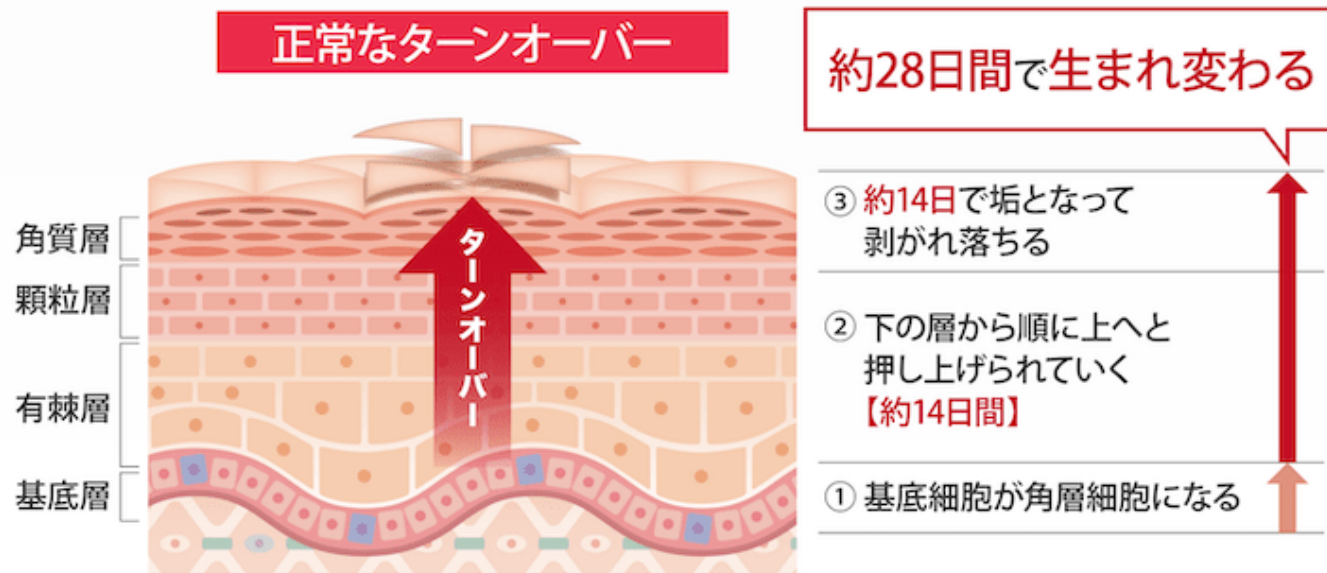 正常なターンオーバー
約28日間で生まれ変わる
角質層
顆粒層
有棘層
基底層
ターンオーバー
③ 約14日で垢となって
剥がれ落ちる
② 下の層から順に上へと
押し上げられていく
【約14日間】
① 基底細胞が角層細胞になる